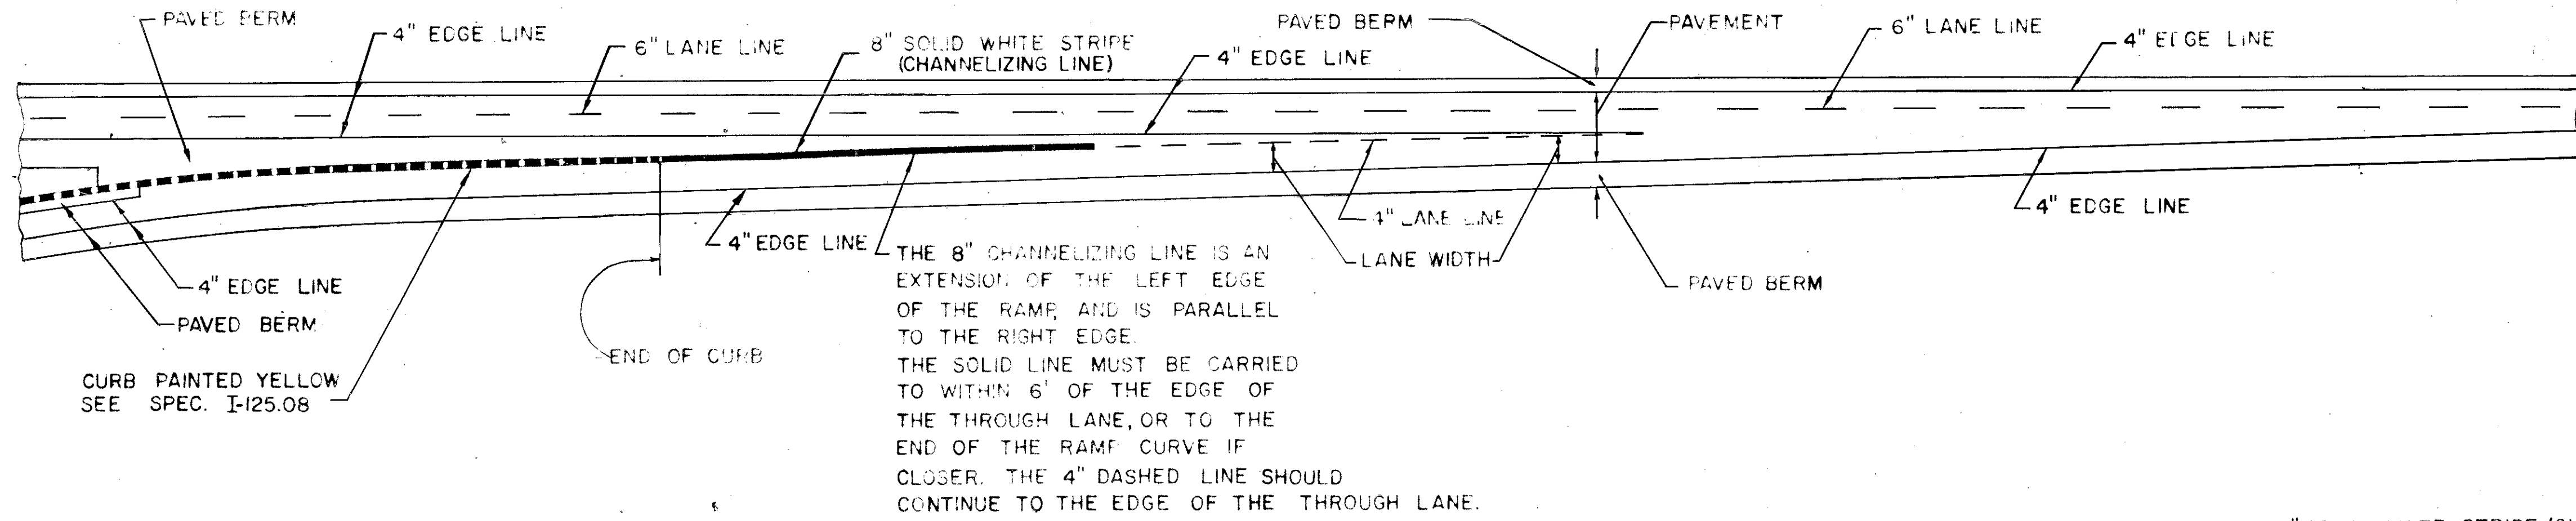 PAVED BERM
4" EDGE LINE
6" LANE LINE
8" SOLID WHITE STRIPE
(CHANNELIZING LINE)
4" EDGE LINE
PAVED BERM
PAVEMENT
6" LANE LINE
4" EDGE LINE
4" EDGE LINE
PAVED BERM
CURB PAINTED YELLOW
SEE SPEC. I-125.08
END OF CURB
4" EDGE LINE
THE 8" CHANNELIZING LINE IS AN
EXTENSION OF THE LEFT EDGE
OF THE RAMP, AND IS PARALLEL
TO THE RIGHT EDGE.
THE SOLID LINE MUST BE CARRIED
TO WITHIN 6' OF THE EDGE OF
THE THROUGH LANE, OR TO THE
END OF THE RAMP CURVE IF
CLOSER. THE 4" DASHED LINE SHOULD
CONTINUE TO THE EDGE OF THE THROUGH LANE.
4" LANE LINE
LANE WIDTH
4" EDGE LINE
PAVED BERM